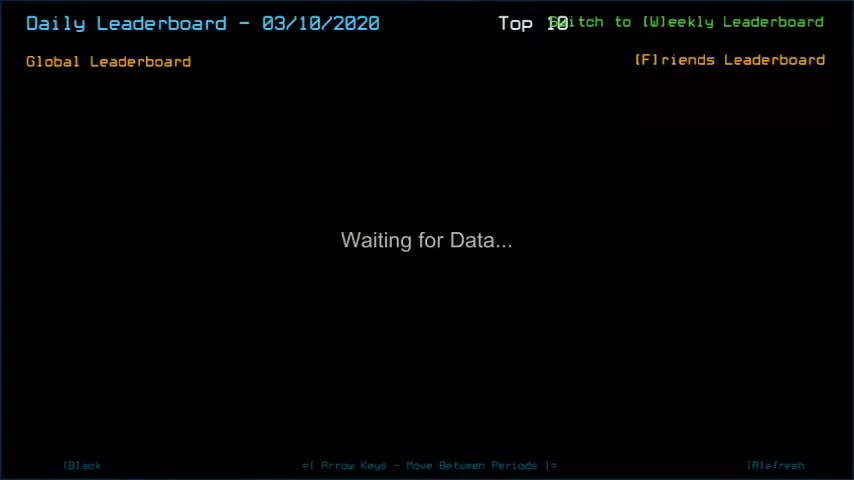 Daily Leaderboard - 03/10/2020
Top 10
Switch to [W]eekly Leaderboard
Global Leaderboard
[F]riends Leaderboard
Waiting for Data...
[B]ack
=[ Arrow Keys - Move Between Periods ]=
[R]efresh